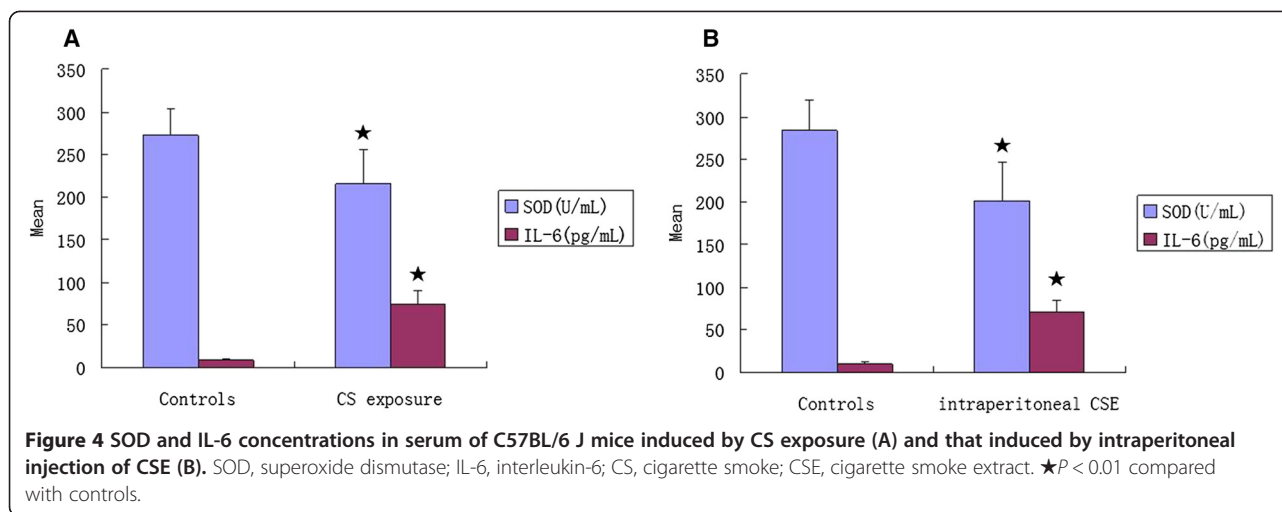 A
350
300
250
200
150
100
50
0
Mean
★
★
Controls
CS exposure
SOD(U/mL)
IL-6(pg/mL)
B
350
300
250
200
150
100
50
0
Mean
★
★
Controls
intraperitoneal CSE
SOD(U/mL)
IL-6(pg/mL)
Figure 4 SOD and IL-6 concentrations in serum of C57BL/6 J mice induced by CS exposure (A) and that induced by intraperitoneal
injection of CSE (B). SOD, superoxide dismutase; IL-6, interleukin-6; CS, cigarette smoke; CSE, cigarette smoke extract. ★P < 0.01 compared
with controls.